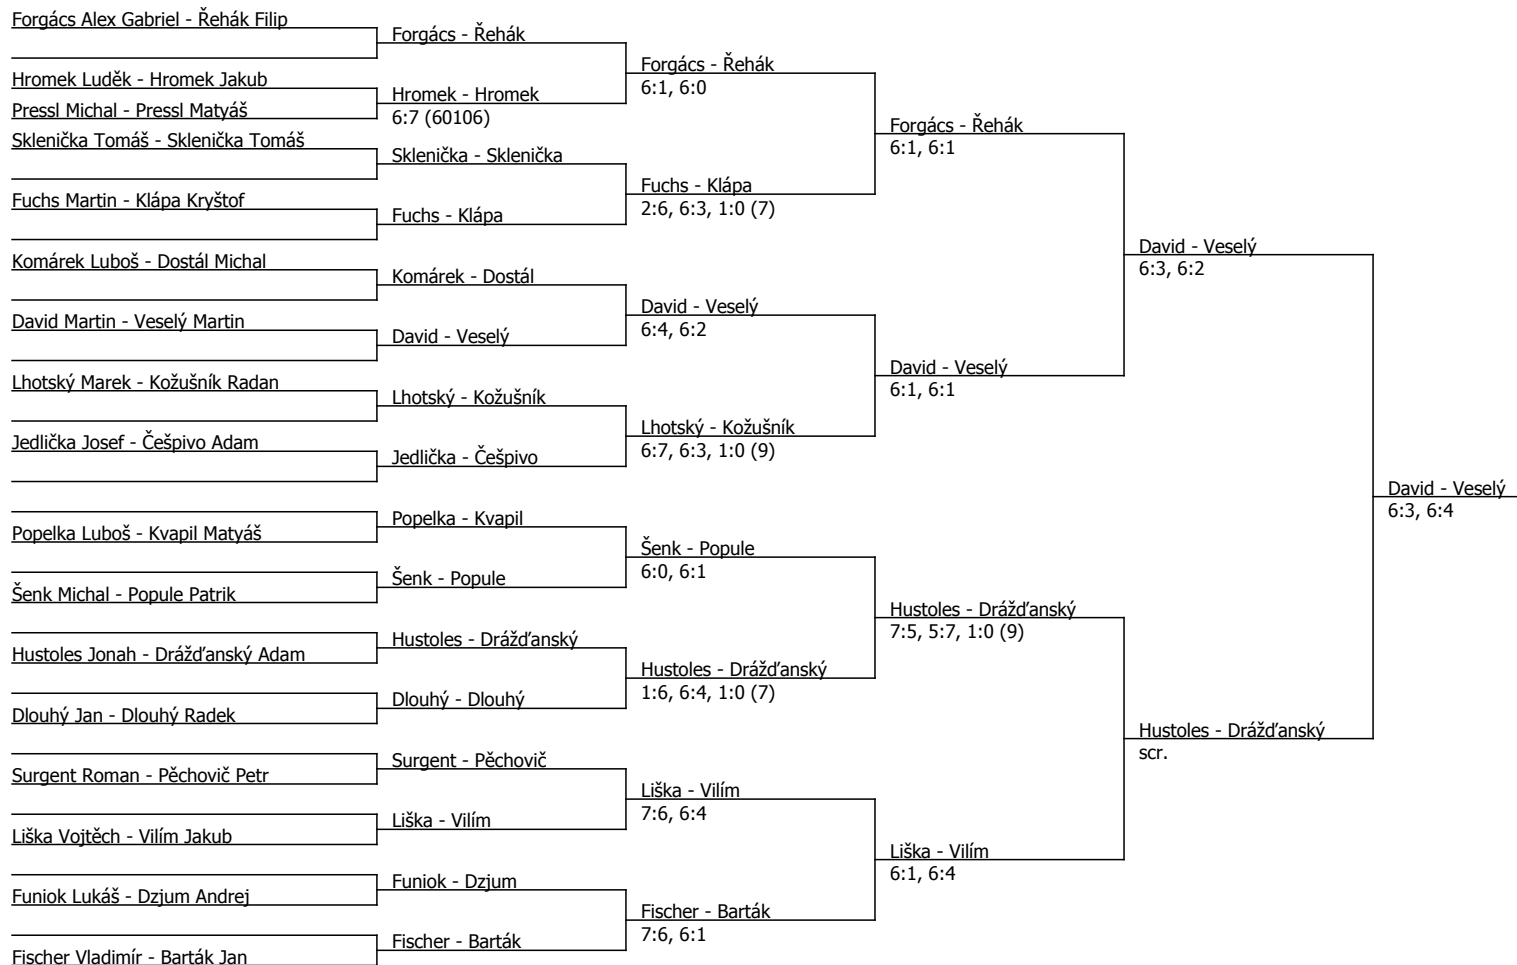 Forgács Alex Gabriel - Řehák Filip
Hromek Luděk - Hromek Jakub
Pressl Michal - Pressl Matyáš
Sklenička Tomáš - Sklenička Tomáš
Fuchs Martin - Klápa Kryštof
Komárek Luboš - Dostál Michal
David Martin - Veselý Martin
Lhotský Marek - Kožušník Radan
Jedlička Josef - Češpivo Adam
Popelka Luboš - Kvapil Matyáš
Šenk Michal - Popule Patrik
Hustoles Jonah - Drážďanský Adam
Dlouhý Jan - Dlouhý Radek
Surgent Roman - Pěchovič Petr
Liška Vojtěch - Vilím Jakub
Funiok Lukáš - Dzjum Andrej
Fischer Vladimír - Barták Jan
Forgács - Řehák
Hromek - Hromek
6:7 (60106)
Sklenička - Sklenička
Fuchs - Klápa
Komárek - Dostál
David - Veselý
Lhotský - Kožušník
Jedlička - Češpivo
Popelka - Kvapil
Šenk - Popule
Hustoles - Drážďanský
Dlouhý - Dlouhý
Surgent - Pěchovič
Liška - Vilím
Funiok - Dzjum
Fischer - Barták
Forgács - Řehák
6:1, 6:0
Fuchs - Klápa
2:6, 6:3, 1:0 (7)
David - Veselý
6:4, 6:2
Lhotský - Kožušník
6:7, 6:3, 1:0 (9)
Šenk - Popule
6:0, 6:1
Hustoles - Drážďanský
1:6, 6:4, 1:0 (7)
Liška - Vilím
7:6, 6:4
Fischer - Barták
7:6, 6:1
Forgács - Řehák
6:1, 6:1
David - Veselý
6:1, 6:1
Hustoles - Drážďanský
7:5, 5:7, 1:0 (9)
Liška - Vilím
6:1, 6:4
David - Veselý
6:3, 6:2
Hustoles - Drážďanský
scr.
David - Veselý
6:3, 6:4